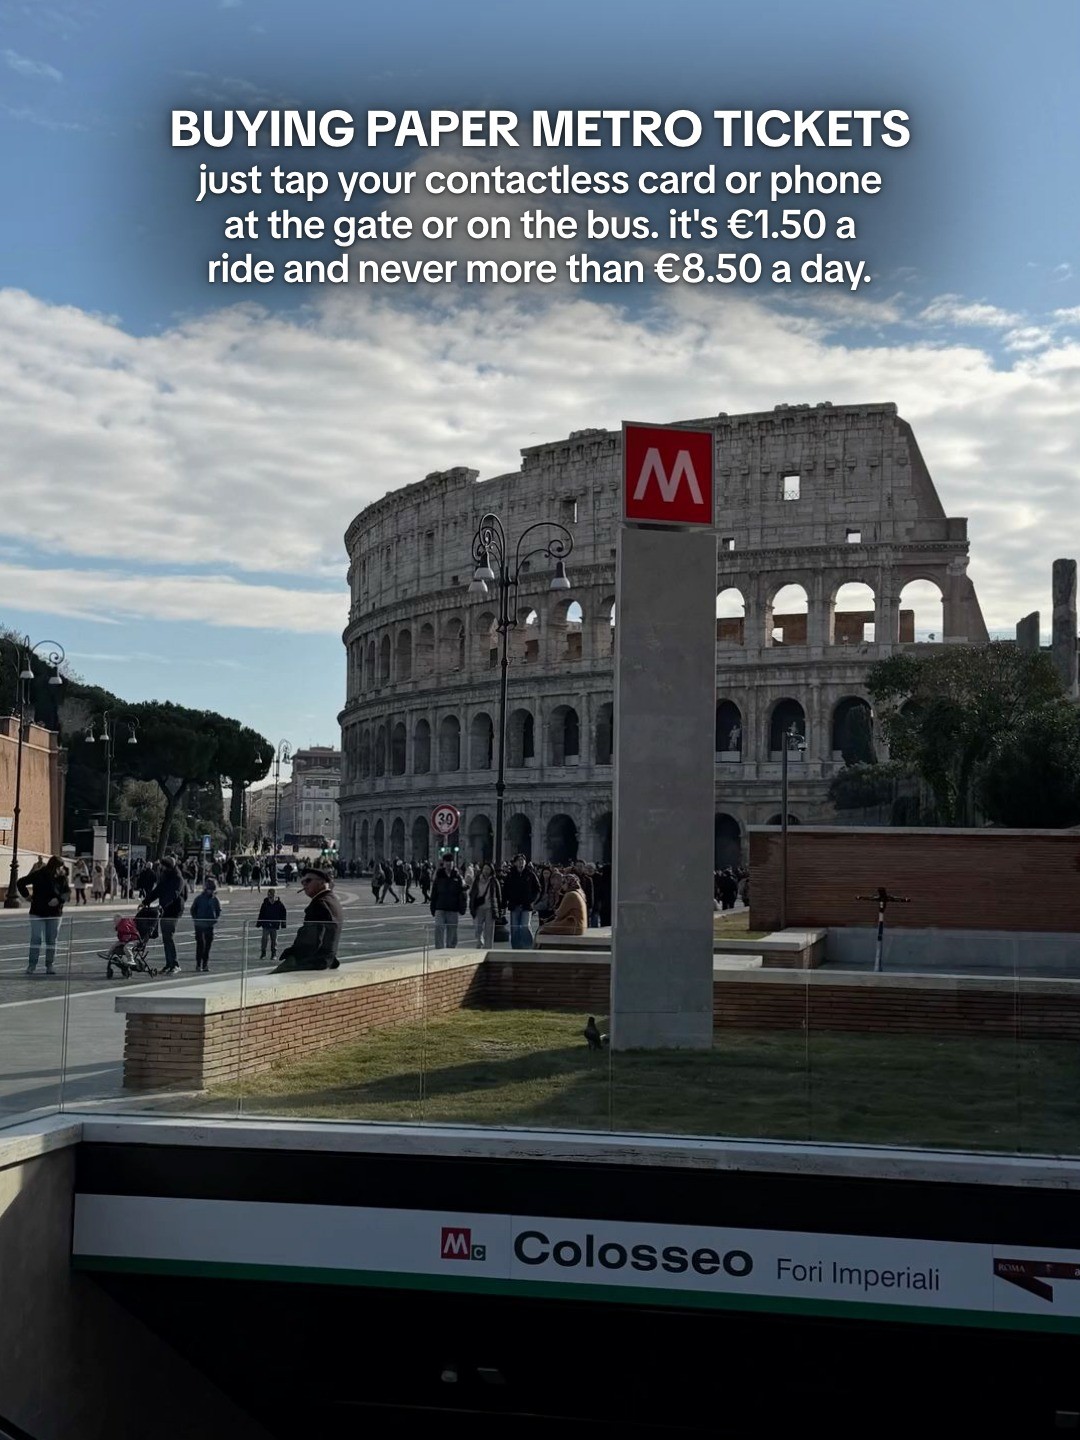 BUYING PAPER METRO TICKETS
just tap your contactless card or phone
at the gate or on the bus. it's €1.50 a
ride and never more than €8.50 a day.
M
30
M C Colosseo Fori Imperiali
ROMA